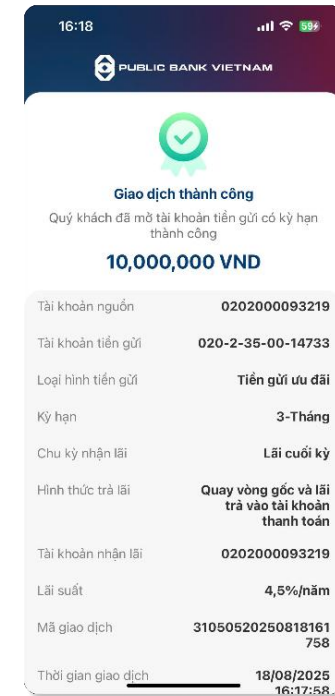 16:18
59
PUBLIC BANK VIETNAM
Giao dịch thành công
Quý khách đã mở tài khoản tiền gửi có kỳ hạn
thành công
10,000,000 VND
Tài khoản nguồn 0202000093219
Tài khoản tiền gửi 020-2-35-00-14733
Loại hình tiền gửi Tiền gửi ưu đãi
Kỳ hạn 3-Tháng
Chu kỳ nhận lãi Lãi cuối kỳ
Hình thức trả lãi Quay vòng gốc và lãi
trả vào tài khoản
thanh toán
Tài khoản nhận lãi 0202000093219
Lãi suất 4,5%/năm
Mã giao dịch 31050520250818161
758
Thời gian giao dịch 18/08/2025
16:17:58